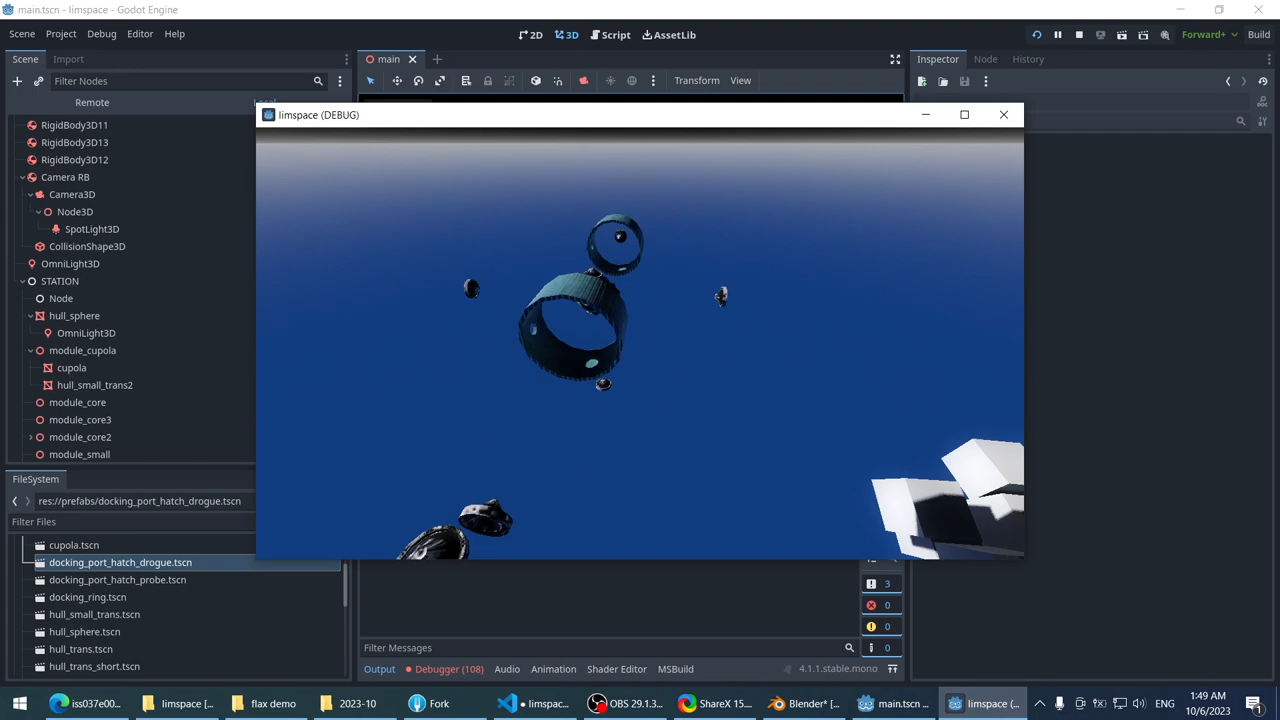 main.tscn - limspace - Godot Engine
Scene Project Debug Editor Help
2D 3D Script AssetLib
Forward+ Build
Scene Import
main
Inspector Node History
Filter Nodes
Transform View
Remote
limspace (DEBUG)
RigidBody3D11
RigidBody3D13
RigidBody3D12
Camera RB
Camera3D
Node3D
SpotLight3D
CollisionShape3D
OmniLight3D
STATION
Node
hull_sphere
OmniLight3D
module_cupola
cupola
hull_small_trans2
module_core
module_core3
module_core2
module_small
FileSystem
res://prefabs/docking_port_hatch_drogue.tscn
Filter Files
cupola.tscn
docking_port_hatch_drogue.tscn
docking_port_hatch_probe.tscn
docking_ring.tscn
hull_small_trans.tscn
hull_sphere.tscn
hull_trans.tscn
hull_trans_short.tscn
3
0
0
0
Filter Messages
Output Debugger (108) Audio Animation Shader Editor MSBuild 4.1.1.stable.mono
iss037e00... limspace [... flax demo 2023-10 Fork limspac... OBS 29.1.3... ShareX 15.... Blender* [... main.tscn ... limspace (... ENG
1:49 AM
10/6/2023
1